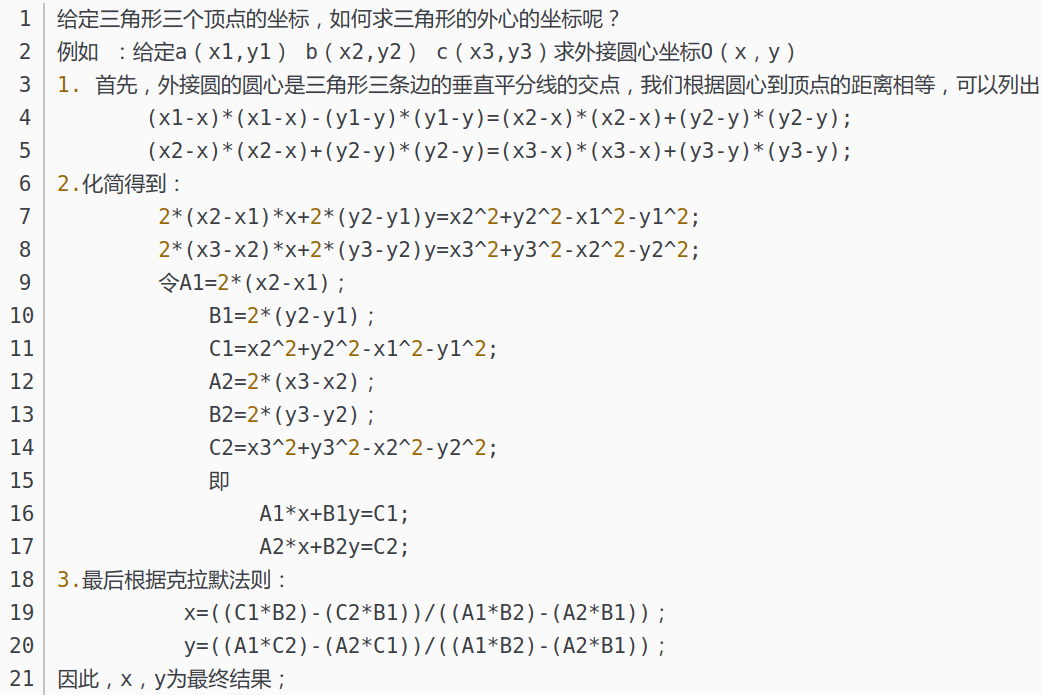 1 给定三角形三个顶点的坐标，如何求三角形的外心的坐标呢？
2 例如 ：给定a（x1,y1） b（x2,y2） c（x3,y3）求外接圆心坐标O（x，y）
3 1. 首先，外接圆的圆心是三角形三条边的垂直平分线的交点，我们根据圆心到顶点的距离相等，可以列出
4 (x1-x)*(x1-x)-(y1-y)*(y1-y)=(x2-x)*(x2-x)+(y2-y)*(y2-y);
5 (x2-x)*(x2-x)+(y2-y)*(y2-y)=(x3-x)*(x3-x)+(y3-y)*(y3-y);
6 2.化简得到：
7 2*(x2-x1)*x+2*(y2-y1)y=x2^2+y2^2-x1^2-y1^2;
8 2*(x3-x2)*x+2*(y3-y2)y=x3^2+y3^2-x2^2-y2^2;
9 令A1=2*(x2-x1)；
10 B1=2*(y2-y1)；
11 C1=x2^2+y2^2-x1^2-y1^2;
12 A2=2*(x3-x2)；
13 B2=2*(y3-y2)；
14 C2=x3^2+y3^2-x2^2-y2^2;
15 即
16 A1*x+B1y=C1;
17 A2*x+B2y=C2;
18 3.最后根据克拉默法则：
19 x=((C1*B2)-(C2*B1))/((A1*B2)-(A2*B1))；
20 y=((A1*C2)-(A2*C1))/((A1*B2)-(A2*B1))；
21 因此，x，y为最终结果；